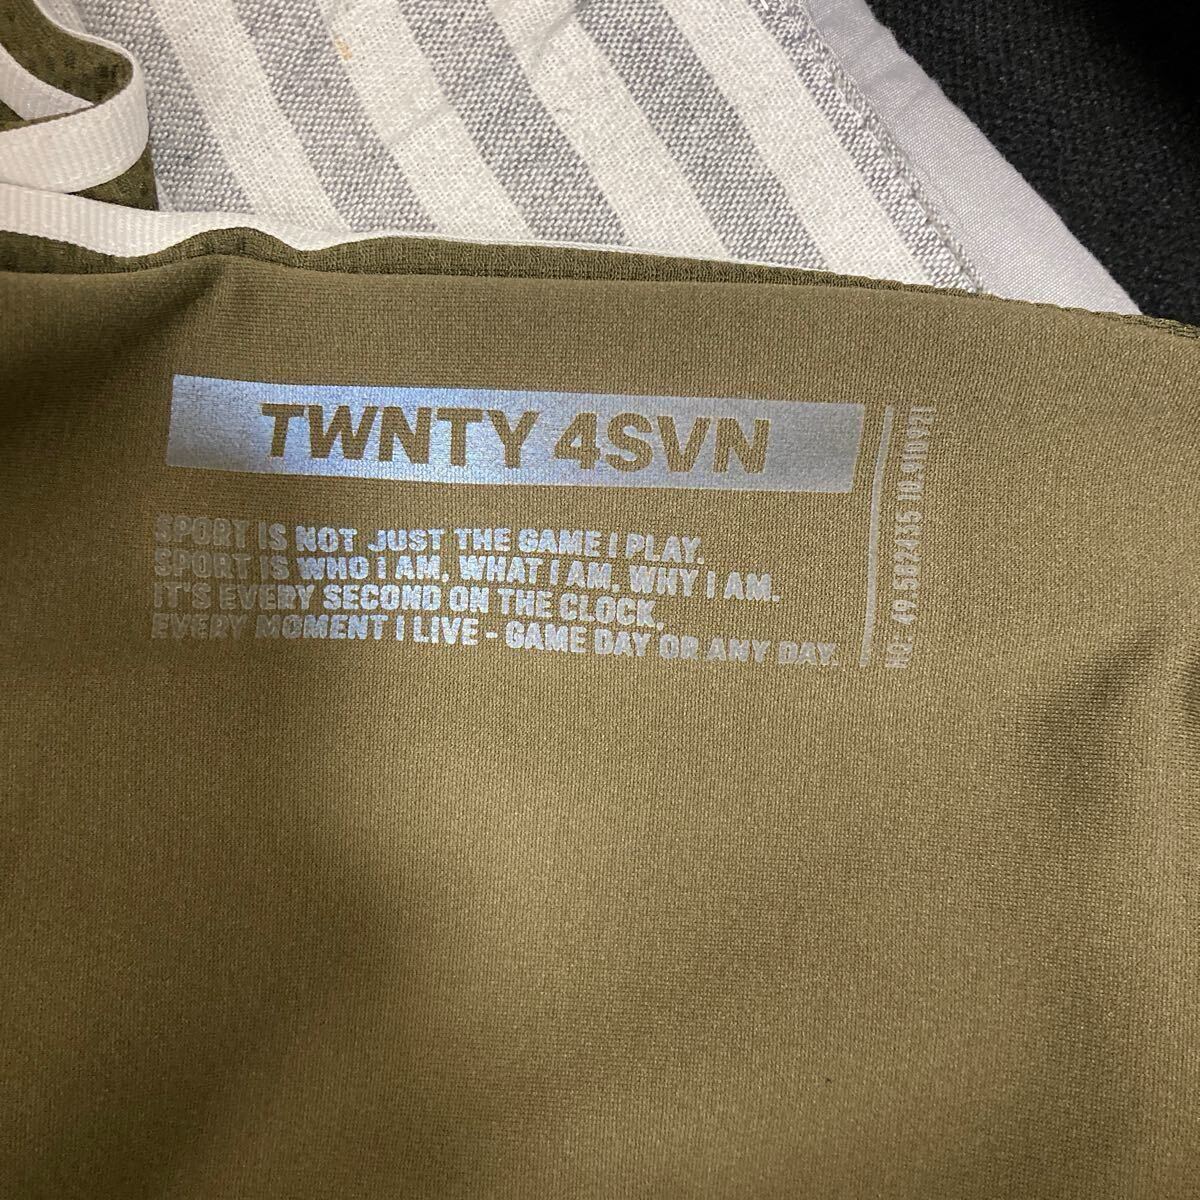 TWNTY 4SVN
SPORT IS NOT JUST THE GAME I PLAY.
SPORT IS WHO I AM, WHAT I AM, WHY I AM.
IT'S EVERY SECOND ON THE CLOCK.
EVERY MOMENT I LIVE - GAME DAY OR ANY DAY.
HQ: